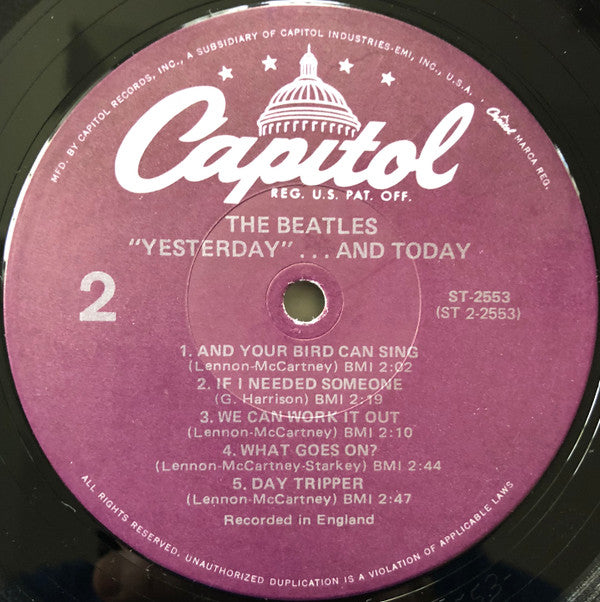 MFD. BY CAPITOL RECORDS, INC., A SUBSIDIARY OF CAPITOL INDUSTRIES-EMI, INC., U.S.A. • Capitol MARCA REG.
Capitol
REG. U.S. PAT. OFF.
THE BEATLES
"YESTERDAY" . . . AND TODAY
2
ST-2553
(ST 2-2553)
1. AND YOUR BIRD CAN SING
(Lennon-McCartney) BMI 2:02
2. IF I NEEDED SOMEONE
(G. Harrison) BMI 2:19
3. WE CAN WORK IT OUT
(Lennon-McCartney) BMI 2:10
4. WHAT GOES ON?
(Lennon-McCartney-Starkey) BMI 2:44
5. DAY TRIPPER
(Lennon-McCartney) BMI 2:47
Recorded in England
ALL RIGHTS RESERVED. UNAUTHORIZED DUPLICATION IS A VIOLATION OF APPLICABLE LAWS